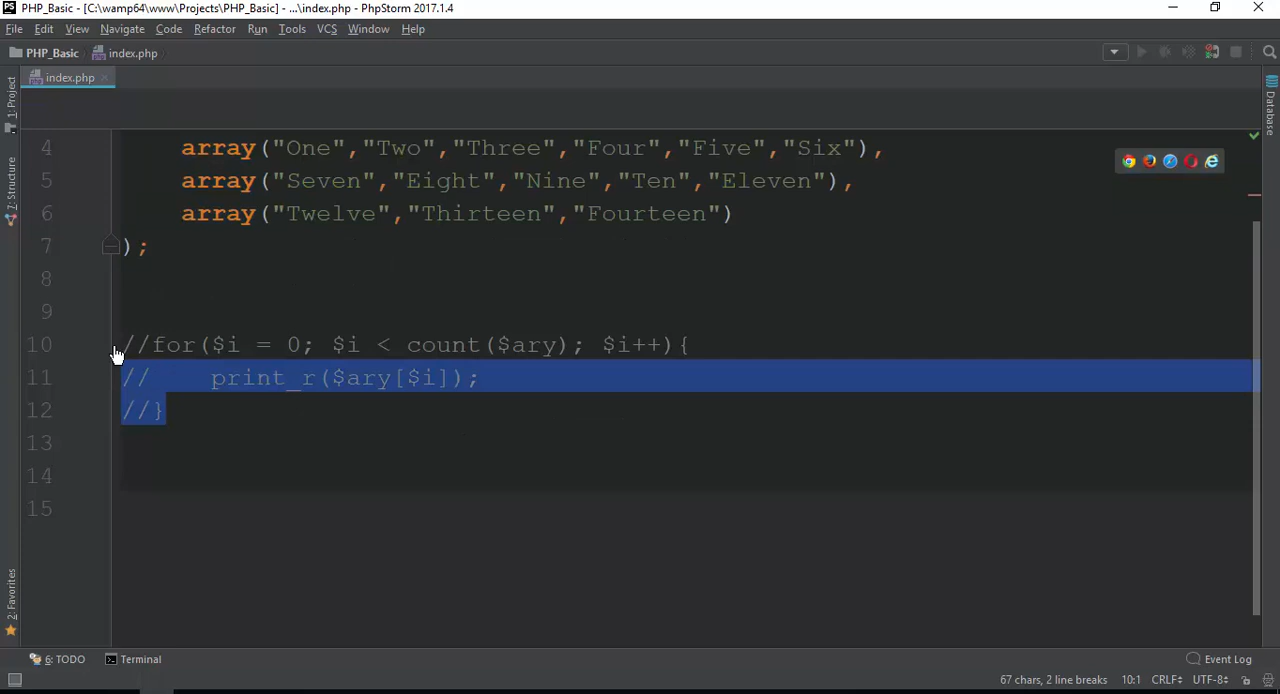 PS PHP_Basic - [C:\wamp64\www\Projects\PHP_Basic] - ...\index.php - PhpStorm 2017.1.4
File Edit View Navigate Code Refactor Run Tools VCS Window Help
PHP_Basic index.php
index.php
1: Project
7: Structure
2: Favorites
Database
4 array("One","Two","Three","Four","Five","Six"),
5 array("Seven","Eight","Nine","Ten","Eleven"),
6 array("Twelve","Thirteen","Fourteen")
7 );
8
9
10 //for($i = 0; $i < count($ary); $i++){
11 //    print_r($ary[$i]);
12 //}
13
14
15
6: TODO Terminal Event Log
67 chars, 2 line breaks 10:1 CRLF÷ UTF-8÷